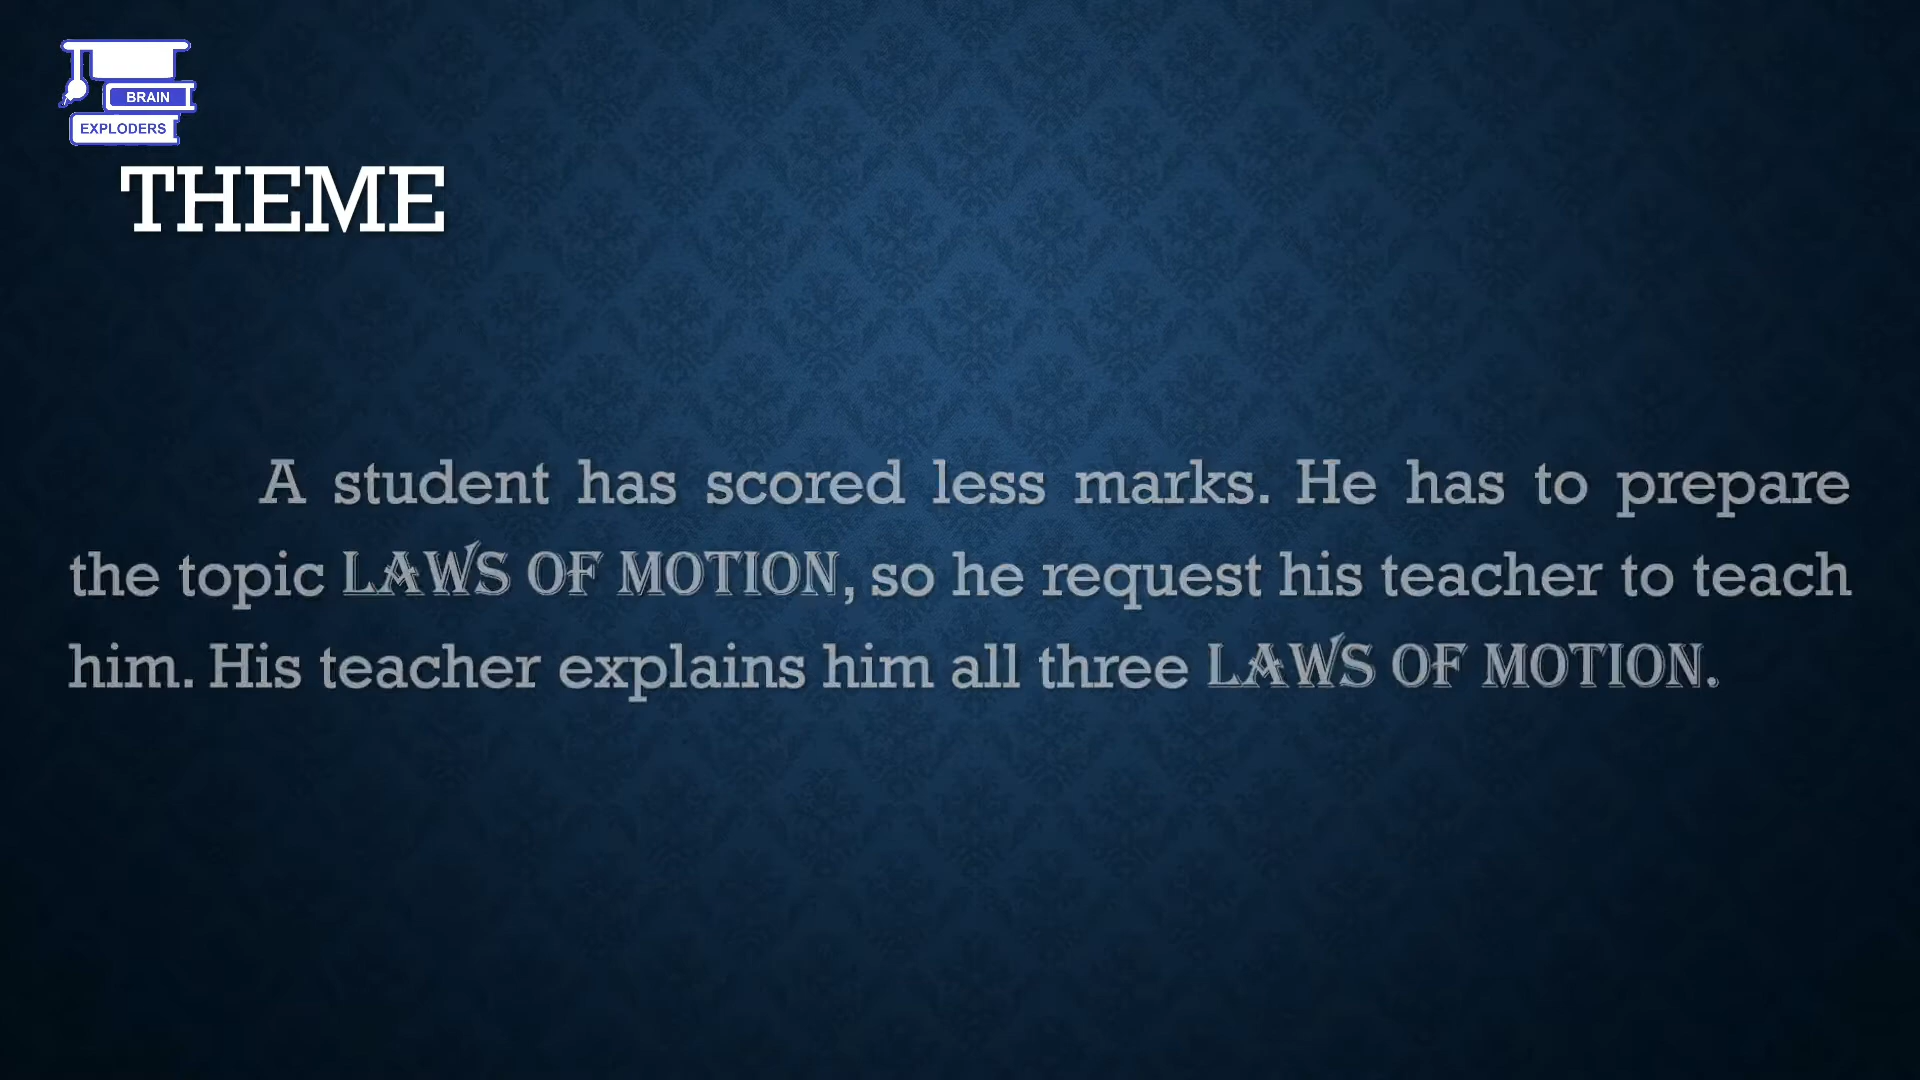 BRAIN
EXPLODERS
THEME
A student has scored less marks. He has to prepare
the topic LAWS OF MOTION, so he request his teacher to teach
him. His teacher explains him all three LAWS OF MOTION.